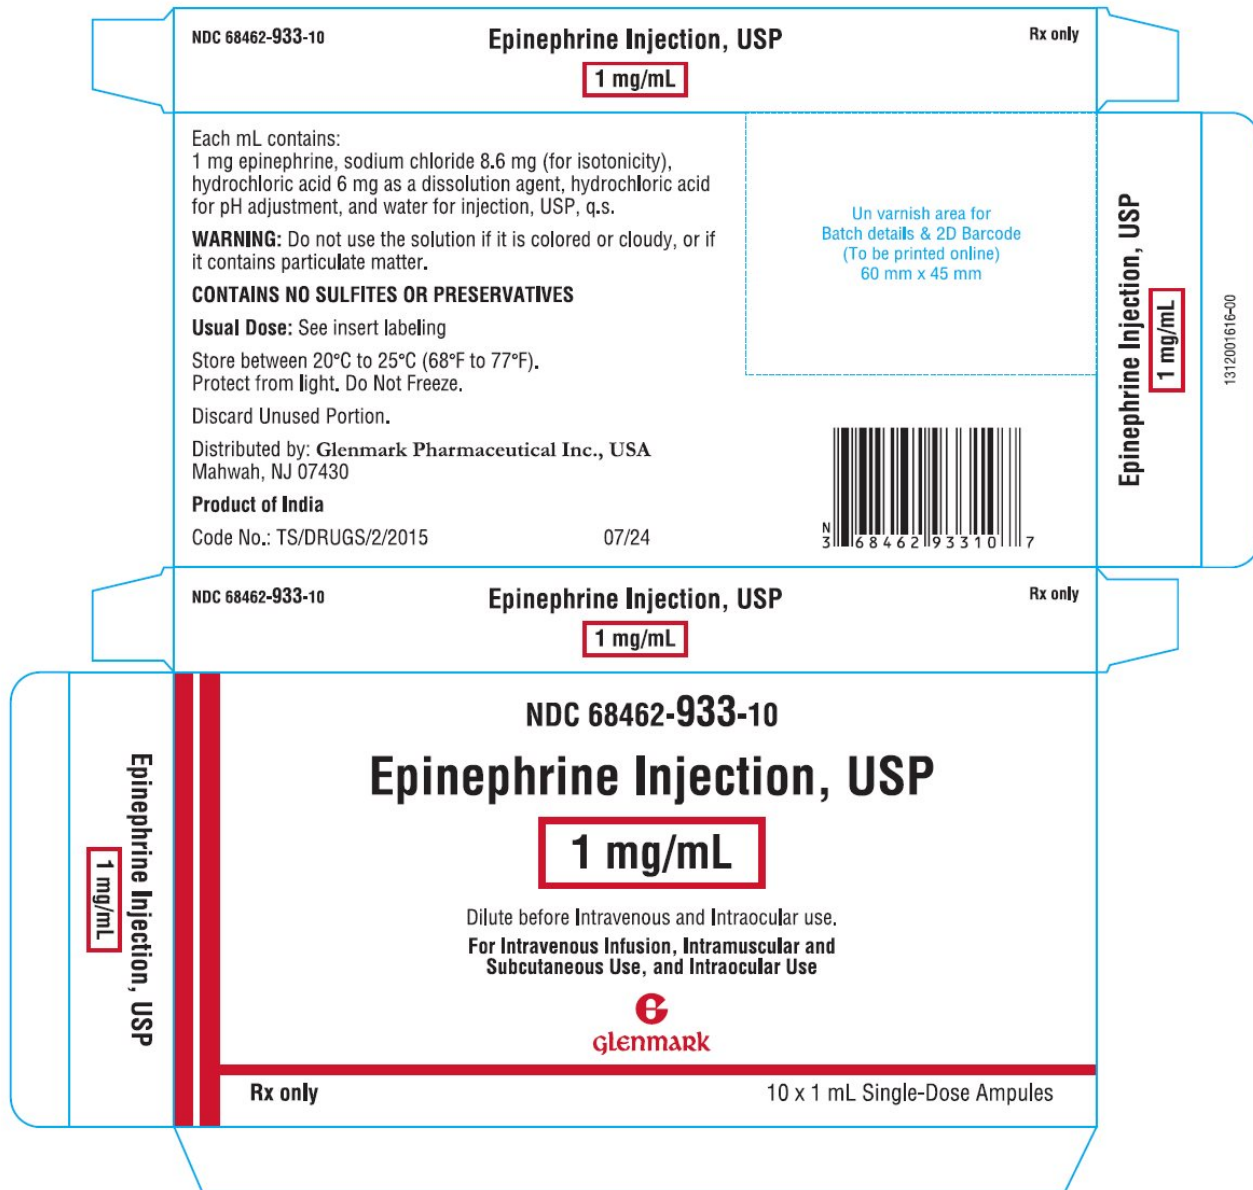 NDC 68462-933-10
Epinephrine Injection, USP
Rx only
1 mg/mL
Each mL contains:
1 mg epinephrine, sodium chloride 8.6 mg (for isotonicity),
hydrochloric acid 6 mg as a dissolution agent, hydrochloric acid
for pH adjustment, and water for injection, USP, q.s.
WARNING: Do not use the solution if it is colored or cloudy, or if
it contains particulate matter.
CONTAINS NO SULFITES OR PRESERVATIVES
Usual Dose: See insert labeling
Store between 20°C to 25°C (68°F to 77°F).
Protect from light. Do Not Freeze.
Discard Unused Portion.
Distributed by: Glenmark Pharmaceutical Inc., USA
Mahwah, NJ 07430
Product of India
Code No.: TS/DRUGS/2/2015
07/24
Un varnish area for
Batch details & 2D Barcode
(To be printed online)
60 mm x 45 mm
N
3 68462 93310 7
Epinephrine Injection, USP
1 mg/mL
1312001616-00
NDC 68462-933-10
Epinephrine Injection, USP
Rx only
1 mg/mL
Epinephrine Injection, USP
1 mg/mL
NDC 68462-933-10
Epinephrine Injection, USP
1 mg/mL
Dilute before Intravenous and Intraocular use.
For Intravenous Infusion, Intramuscular and
Subcutaneous Use, and Intraocular Use
glenmark
Rx only
10 x 1 mL Single-Dose Ampules